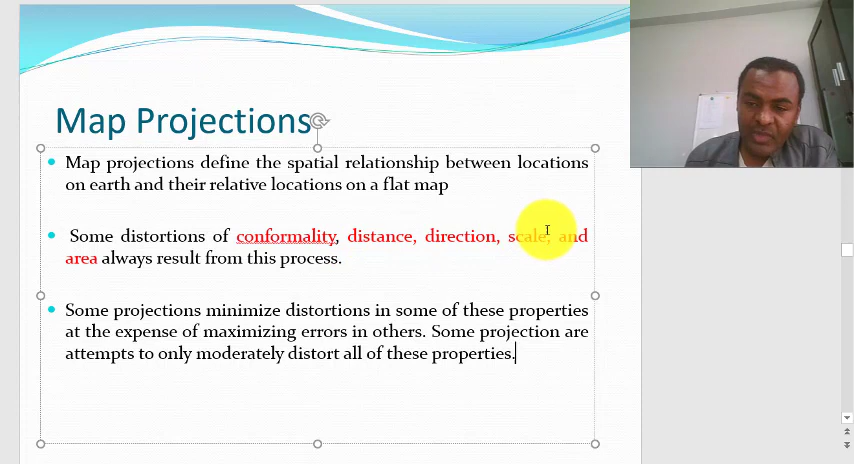 Map Projections
Map projections define the spatial relationship between locations
on earth and their relative locations on a flat map
Some distortions of conformality, distance, direction, scale, and
area always result from this process.
Some projections minimize distortions in some of these properties
at the expense of maximizing errors in others. Some projection are
attempts to only moderately distort all of these properties.